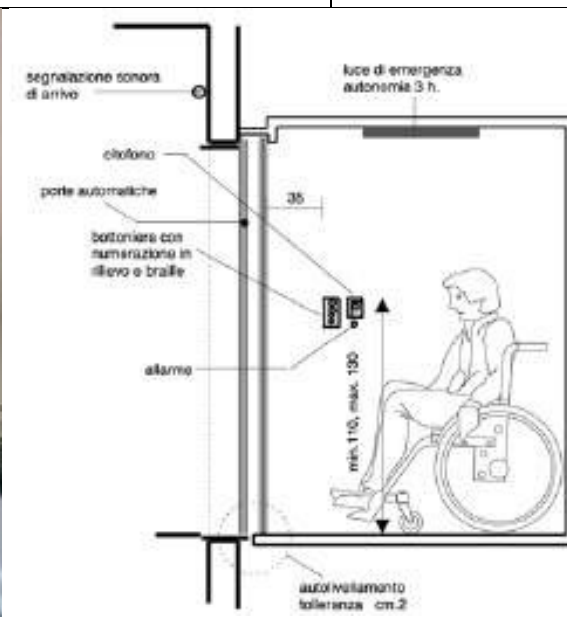 segnalazione sonora
di arrivo
luce di emergenza
autonomia 3 h.
citofono
porte automatiche
35
bottoniera con
numerazione in
rilievo e braille
allarme
min.110, max. 130
autolivellamento
tolleranza cm.2